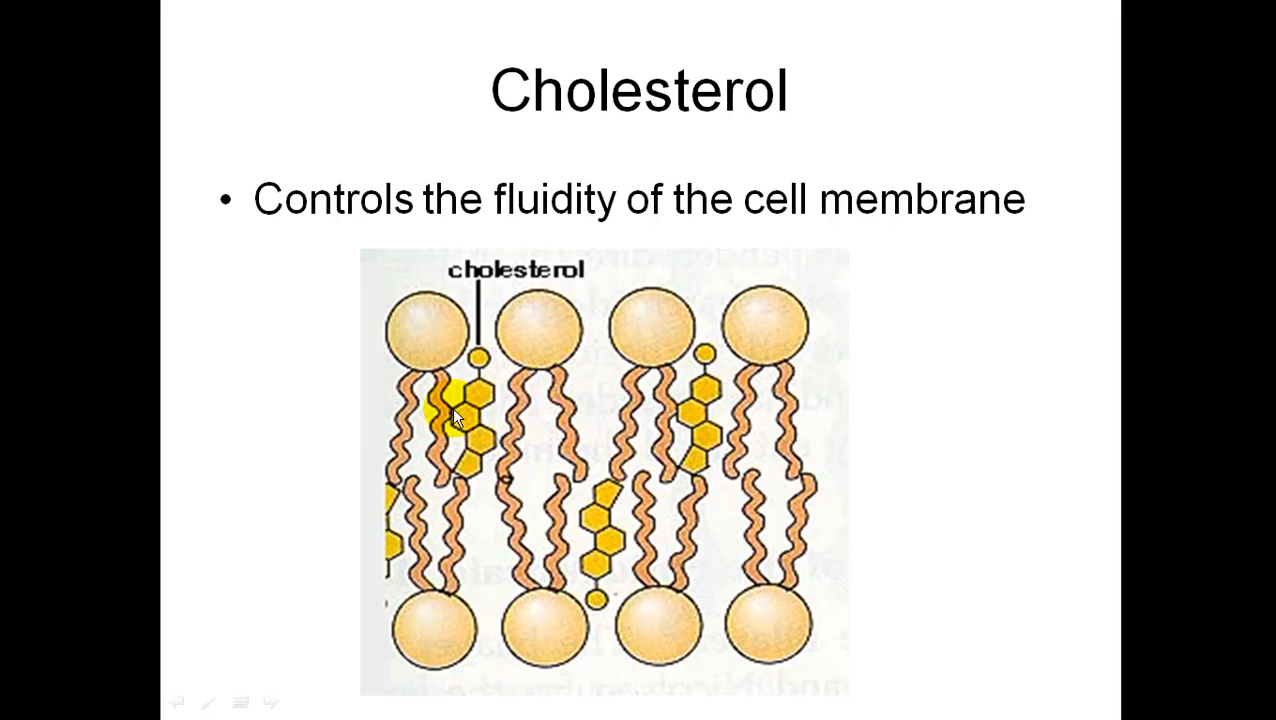 Cholesterol
• Controls the fluidity of the cell membrane
cholesterol